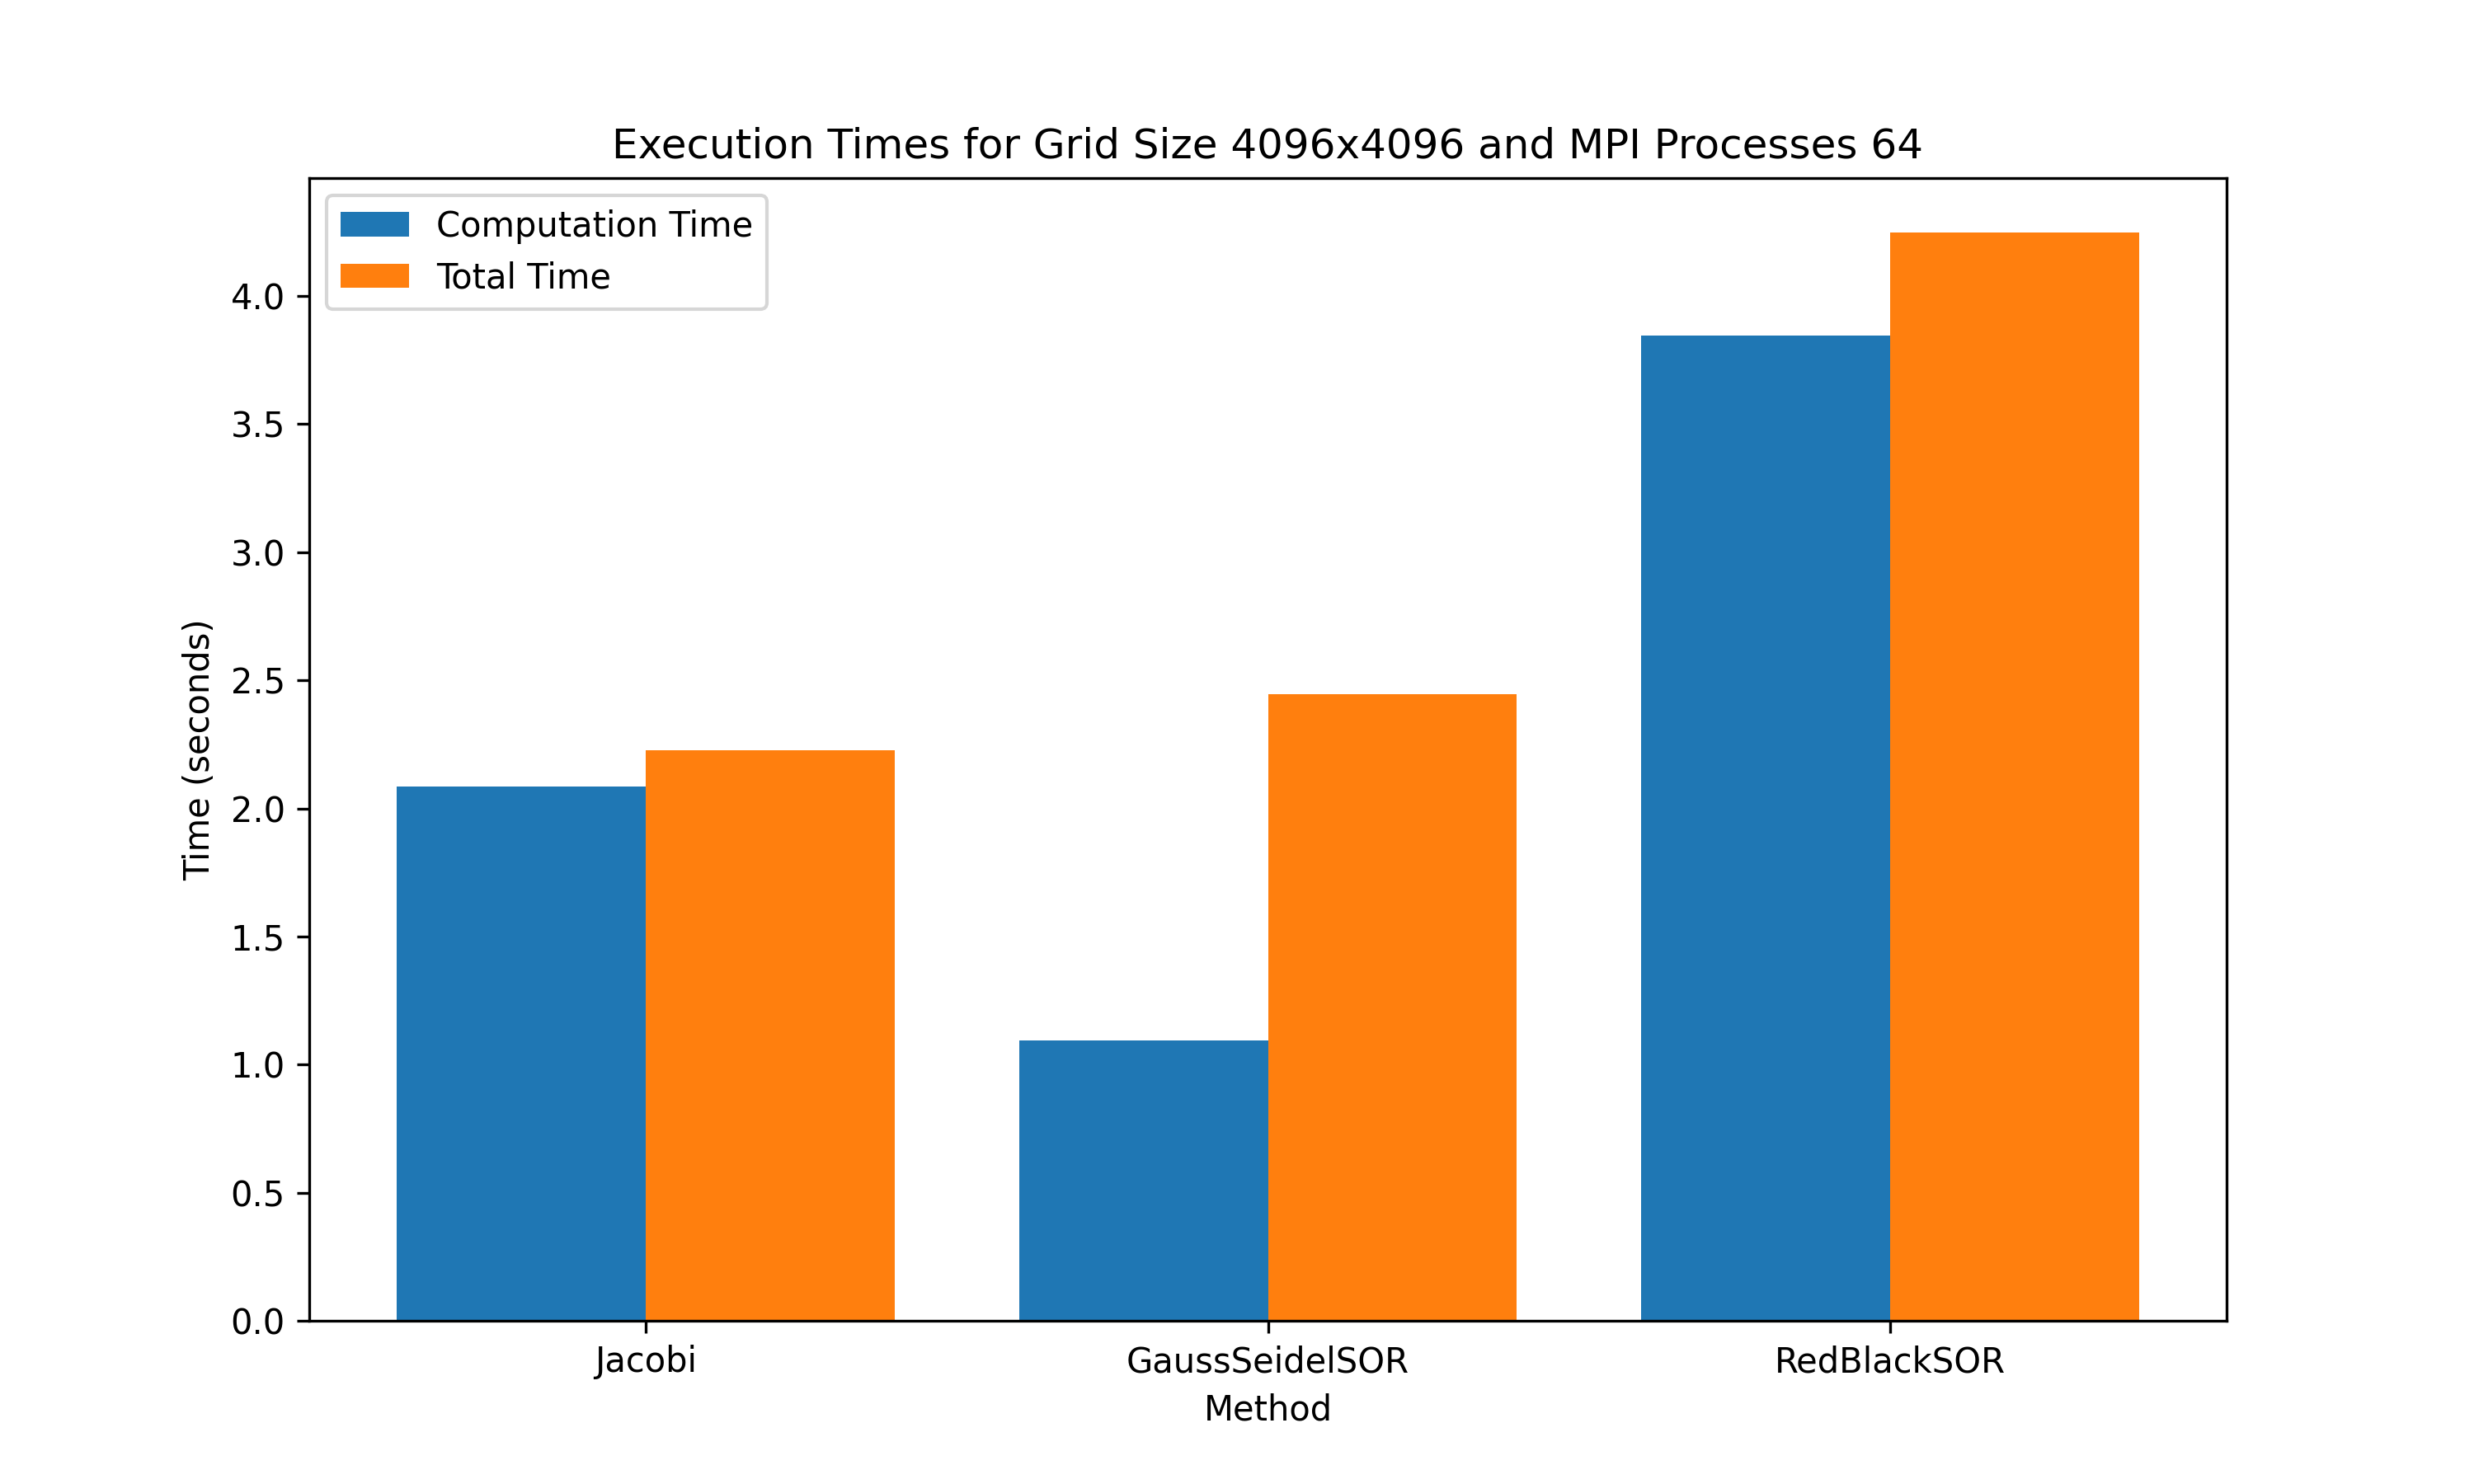 Execution Times for Grid Size 4096x4096 and MPI Processes 64
Computation Time
Total Time
4.0
3.5
3.0
2.5
2.0
1.5
1.0
0.5
0.0
Time (seconds)
Jacobi
GaussSeidelSOR
RedBlackSOR
Method